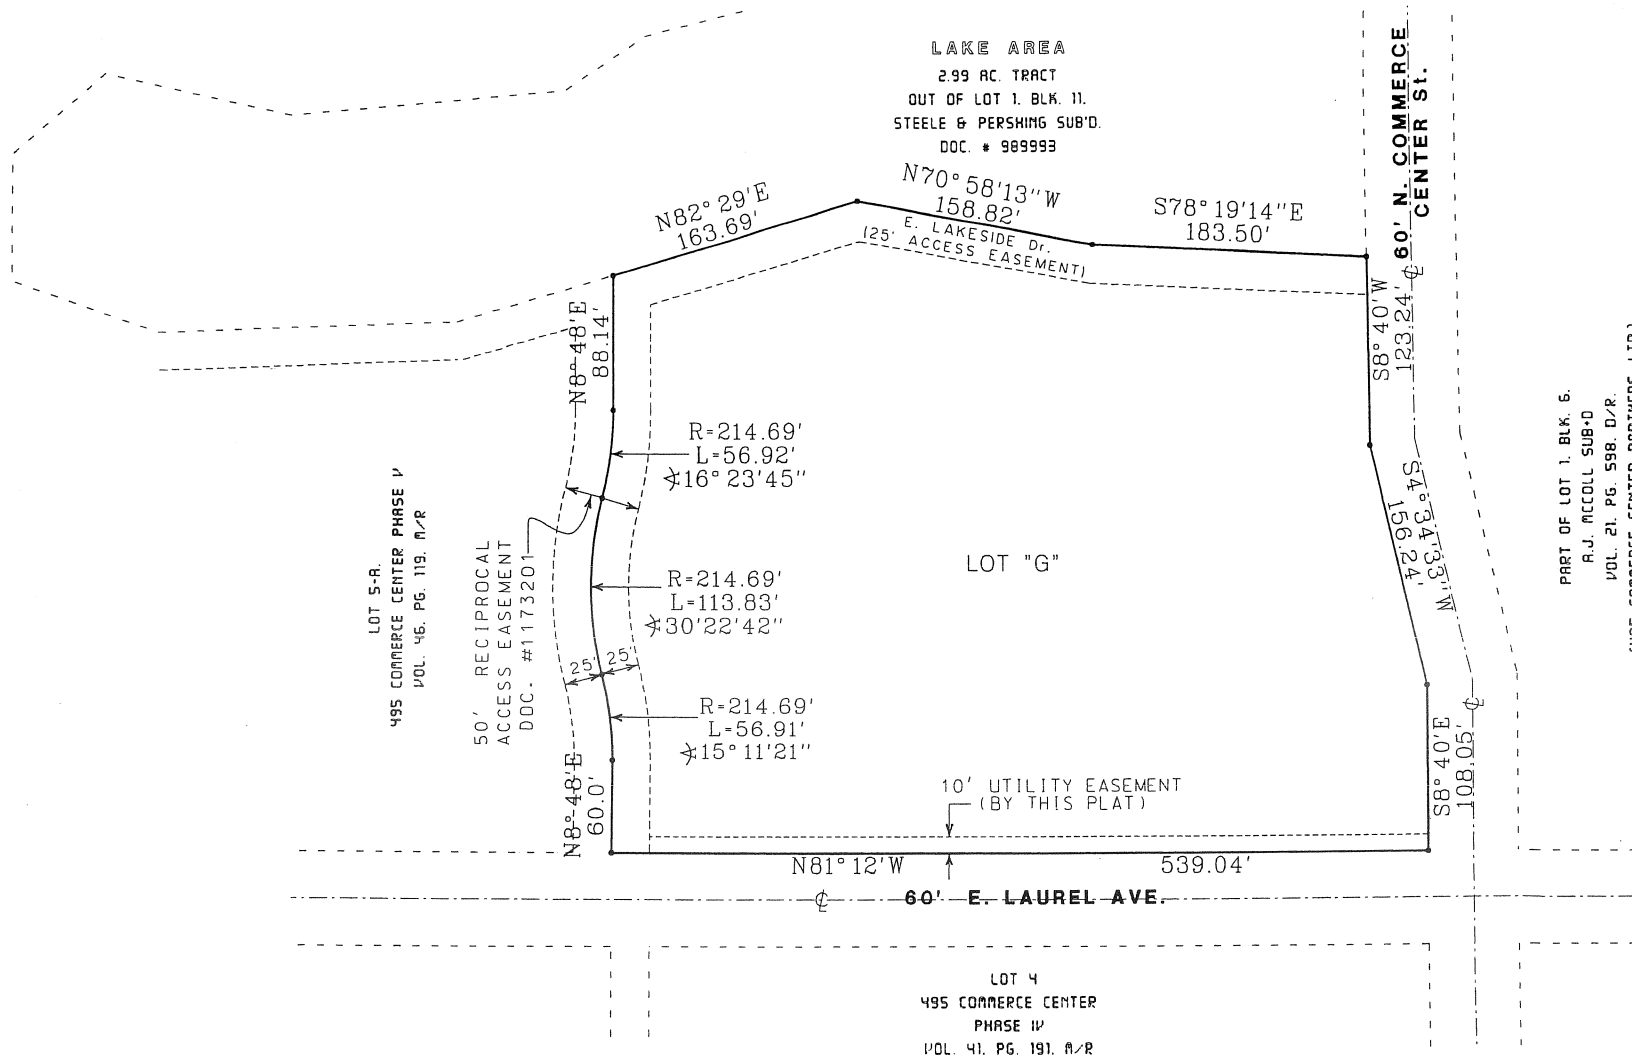 LAKE AREA
2.99 AC. TRACT
OUT OF LOT 1, BLK. 11,
STEELE & PERSHING SUB'D.
DOC. # 989993
60' N. COMMERCE
CENTER St.
N82°29'E
163.69'
N70°58'13"W
158.82'
E. LAKESIDE Dr.
(25' ACCESS EASEMENT)
S78°19'14"E
183.50'
N8°48'E
88.14'
S8°40'W
123.24'
R=214.69'
L=56.92'
∢16°23'45"
S4°34'33"W
156.24'
PART OF LOT 1, BLK. 6,
A.J. MCCOLL SUB'D
VOL. 21, PG. 598, D/R.
LOT 5-A,
495 COMMERCE CENTER PHASE V
VOL. 46, PG. 119, M/R
50' RECIPROCAL
ACCESS EASEMENT
DOC. #1173201
LOT "G"
R=214.69'
L=113.83'
∢30'22'42"
25' 25'
R=214.69'
L=56.91'
∢15°11'21"
N8°48'E
60.0'
S8°40'E
108.05'
10' UTILITY EASEMENT
(BY THIS PLAT)
N81°12'W 539.04'
60' E. LAUREL AVE.
LOT 4
495 COMMERCE CENTER
PHASE IV
VOL. 41, PG. 191, M/R